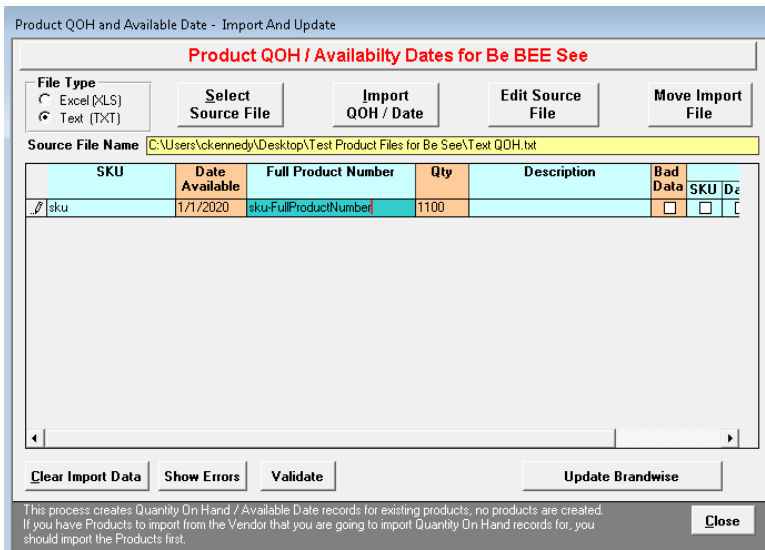 Product QOH and Available Date - Import And Update
Product QOH / Availabilty Dates for Be BEE See
File Type
Excel (XLS)
Text (TXT)
Select
Source File
Import
QOH / Date
Edit Source
File
Move Import
File
Source File Name C:\Users\ckennedy\Desktop\Test Product Files for Be See\Text QOH.txt
SKU
Date
Available
Full Product Number
Qty
Description
Bad
Data
SKU
sku 1/1/2020 sku-FullProductNumber 1100
Clear Import Data Show Errors Validate Update Brandwise
This process creates Quantity On Hand / Available Date records for existing products, no products are created.
If you have Products to import from the Vendor that you are going to import Quantity On Hand records for, you
should import the Products first.
Close